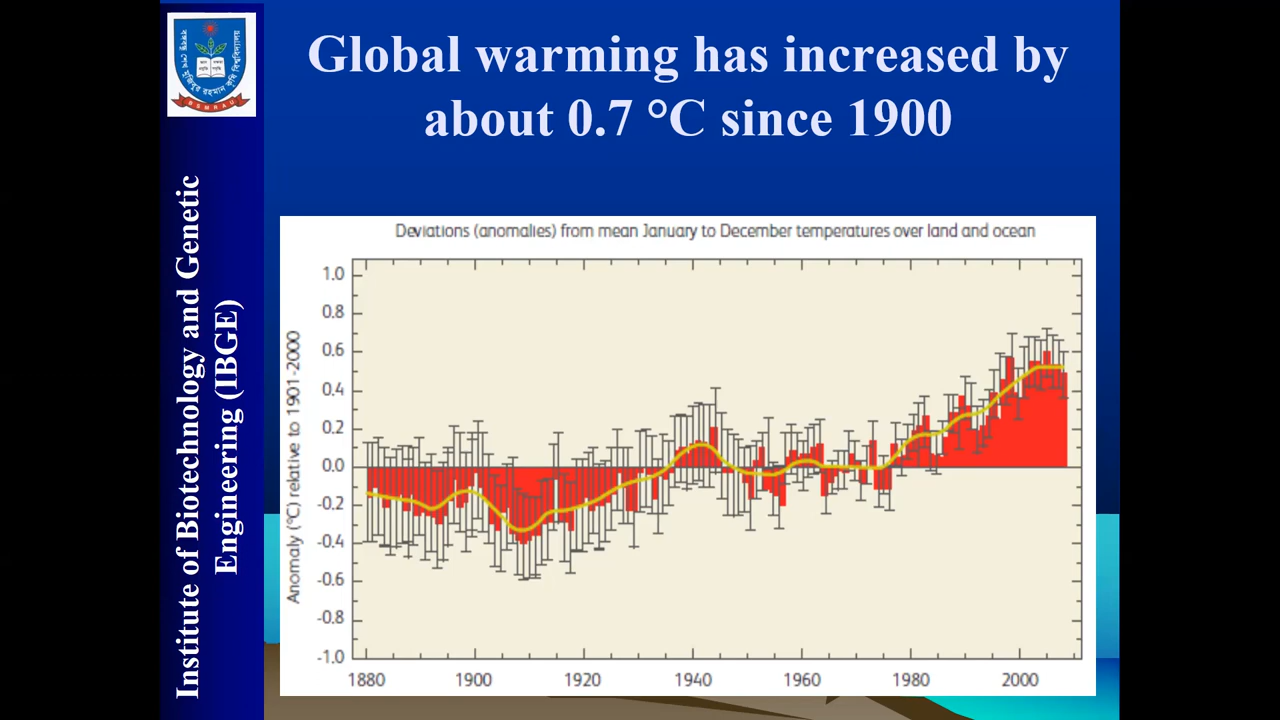 Global warming has increased by
about 0.7 °C since 1900
Institute of Biotechnology and Genetic
Engineering (IBGE)
BSMRAU
Deviations (anomalies) from mean January to December temperatures over land and ocean
Anomaly (°C) relative to 1901-2000
1.0
0.8
0.6
0.4
0.2
0.0
-0.2
-0.4
-0.6
-0.8
-1.0
1880 1900 1920 1940 1960 1980 2000